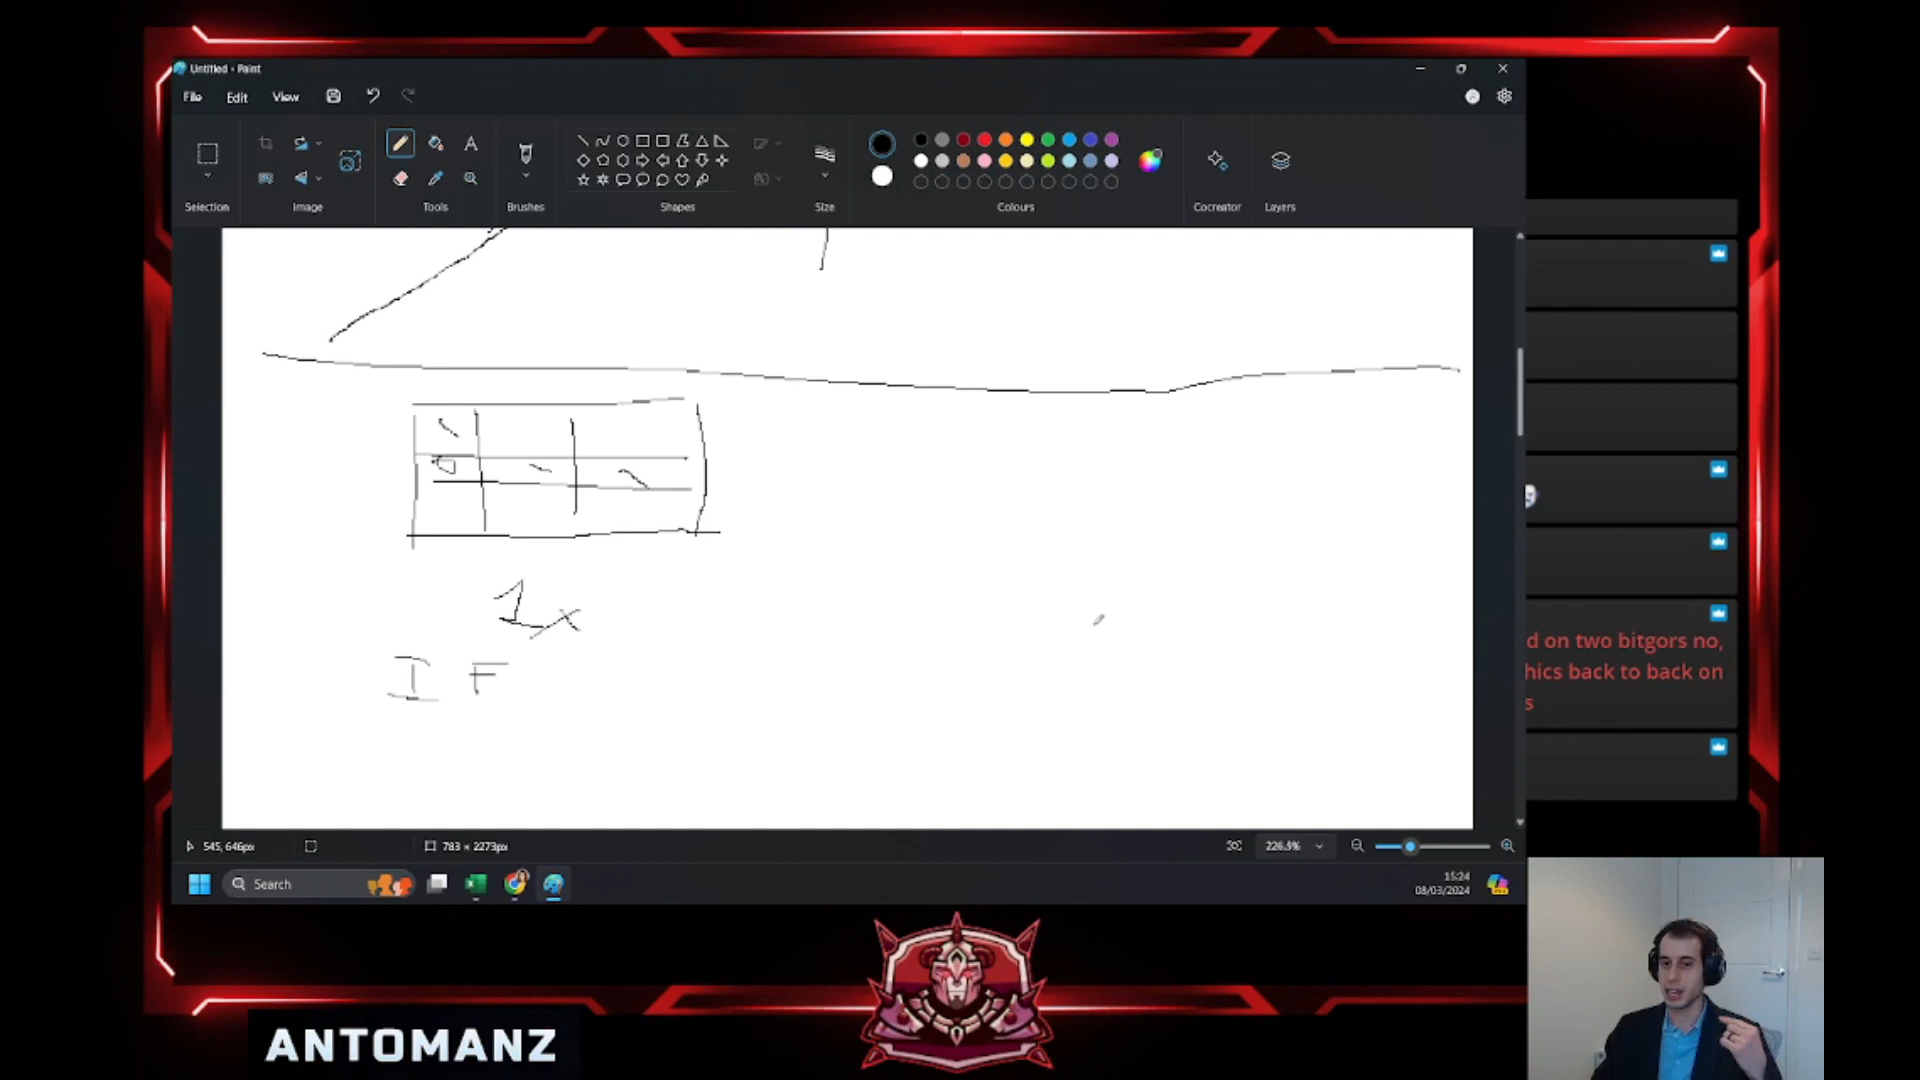 Untitled - Paint
File Edit View
Selection Image Tools Brushes Shapes Size Colours Cocreator Layers
1x
I F
d on two bitgors no,
hics back to back on
s
545, 646px 783 × 2273px 226.5%
Search 15:24
08/03/2024
ANTOMANZ